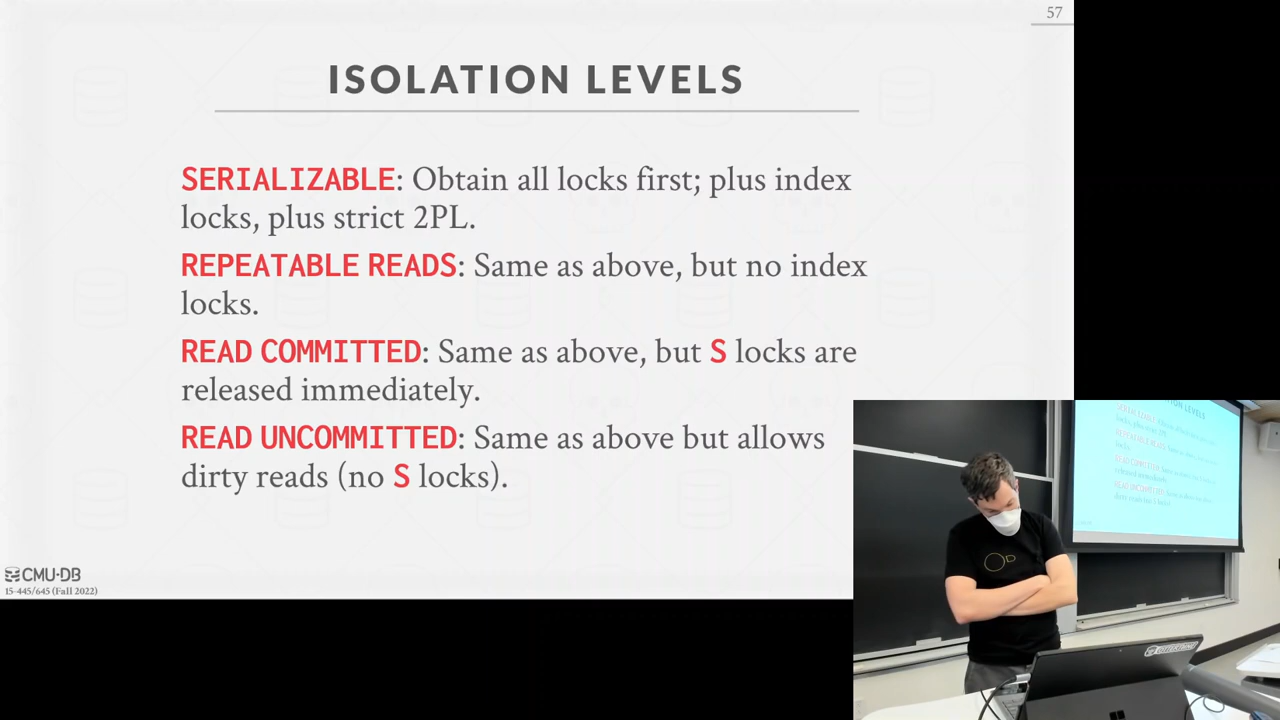 57
ISOLATION LEVELS
SERIALIZABLE: Obtain all locks first; plus index
locks, plus strict 2PL.
REPEATABLE READS: Same as above, but no index
locks.
READ COMMITTED: Same as above, but S locks are
released immediately.
READ UNCOMMITTED: Same as above but allows
dirty reads (no S locks).
CMU·DB
15-445/645 (Fall 2022)